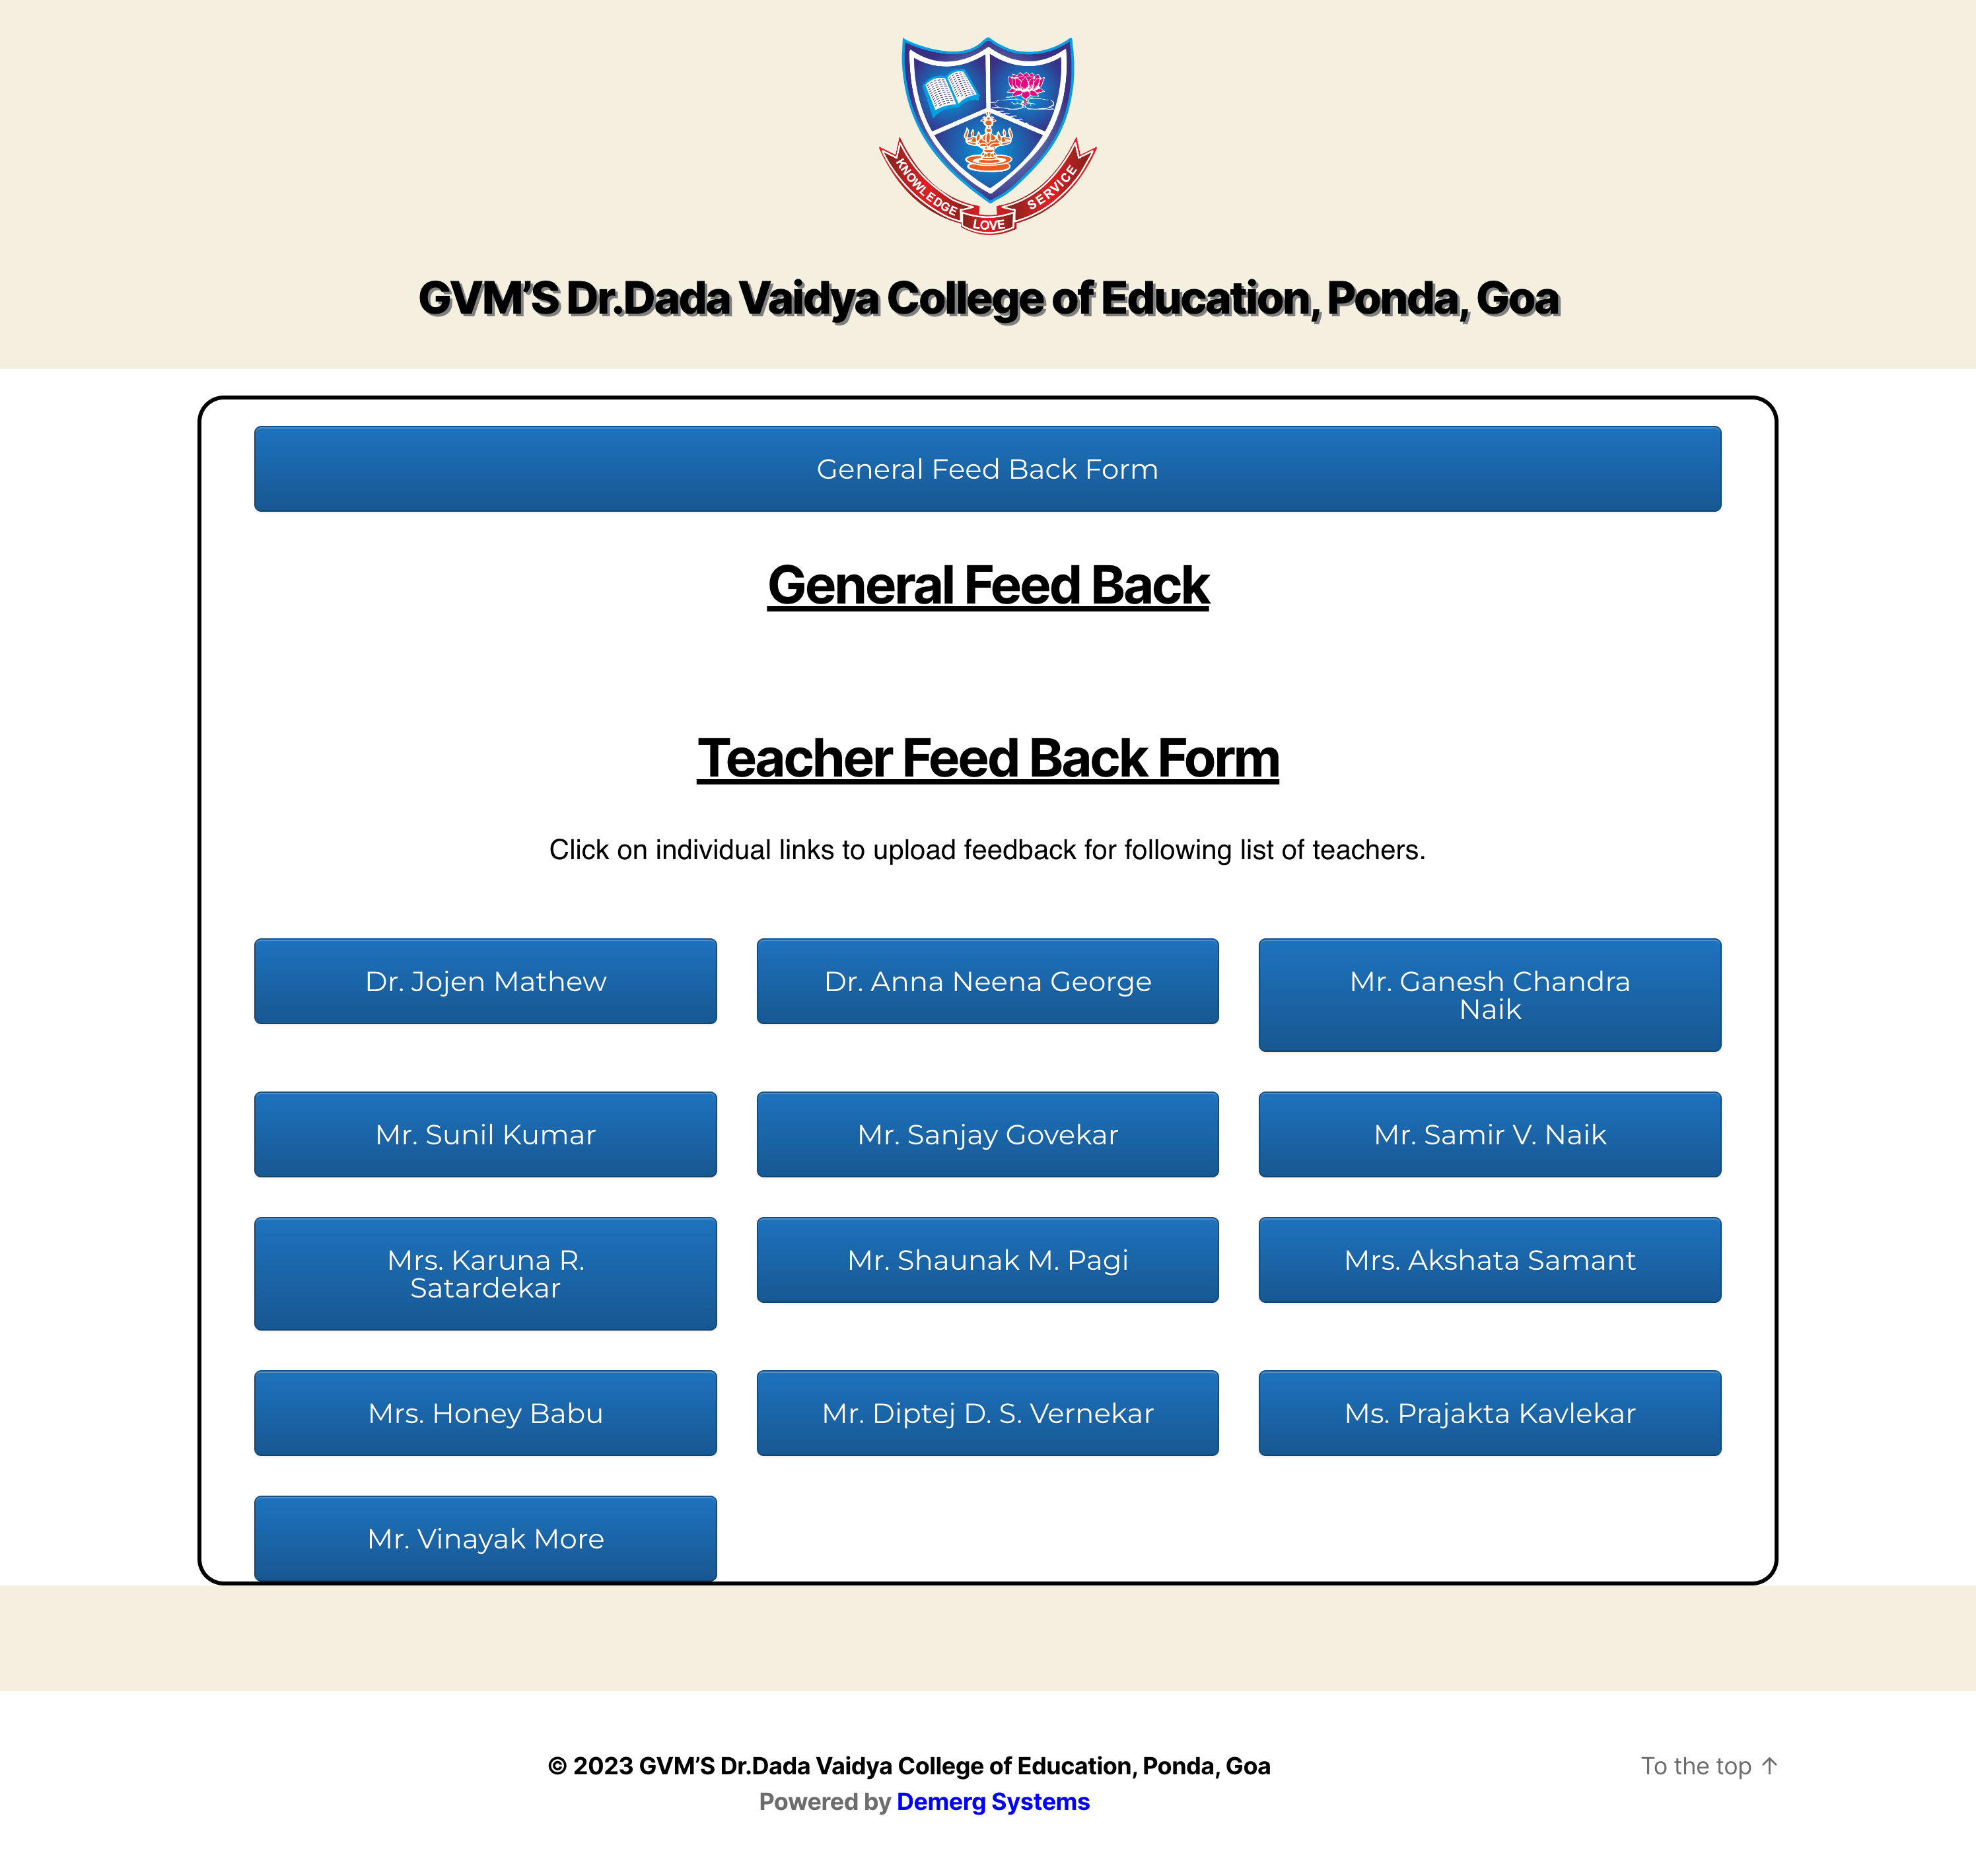 KNOWLEDGE
LOVE
SERVICE
GVM’S Dr.Dada Vaidya College of Education, Ponda, Goa
General Feed Back Form
General Feed Back
Teacher Feed Back Form
Click on individual links to upload feedback for following list of teachers.
Dr. Jojen Mathew
Dr. Anna Neena George
Mr. Ganesh Chandra
Naik
Mr. Sunil Kumar
Mr. Sanjay Govekar
Mr. Samir V. Naik
Mrs. Karuna R.
Satardekar
Mr. Shaunak M. Pagi
Mrs. Akshata Samant
Mrs. Honey Babu
Mr. Diptej D. S. Vernekar
Ms. Prajakta Kavlekar
Mr. Vinayak More
© 2023 GVM’S Dr.Dada Vaidya College of Education, Ponda, Goa
Powered by Demerg Systems
To the top ↑